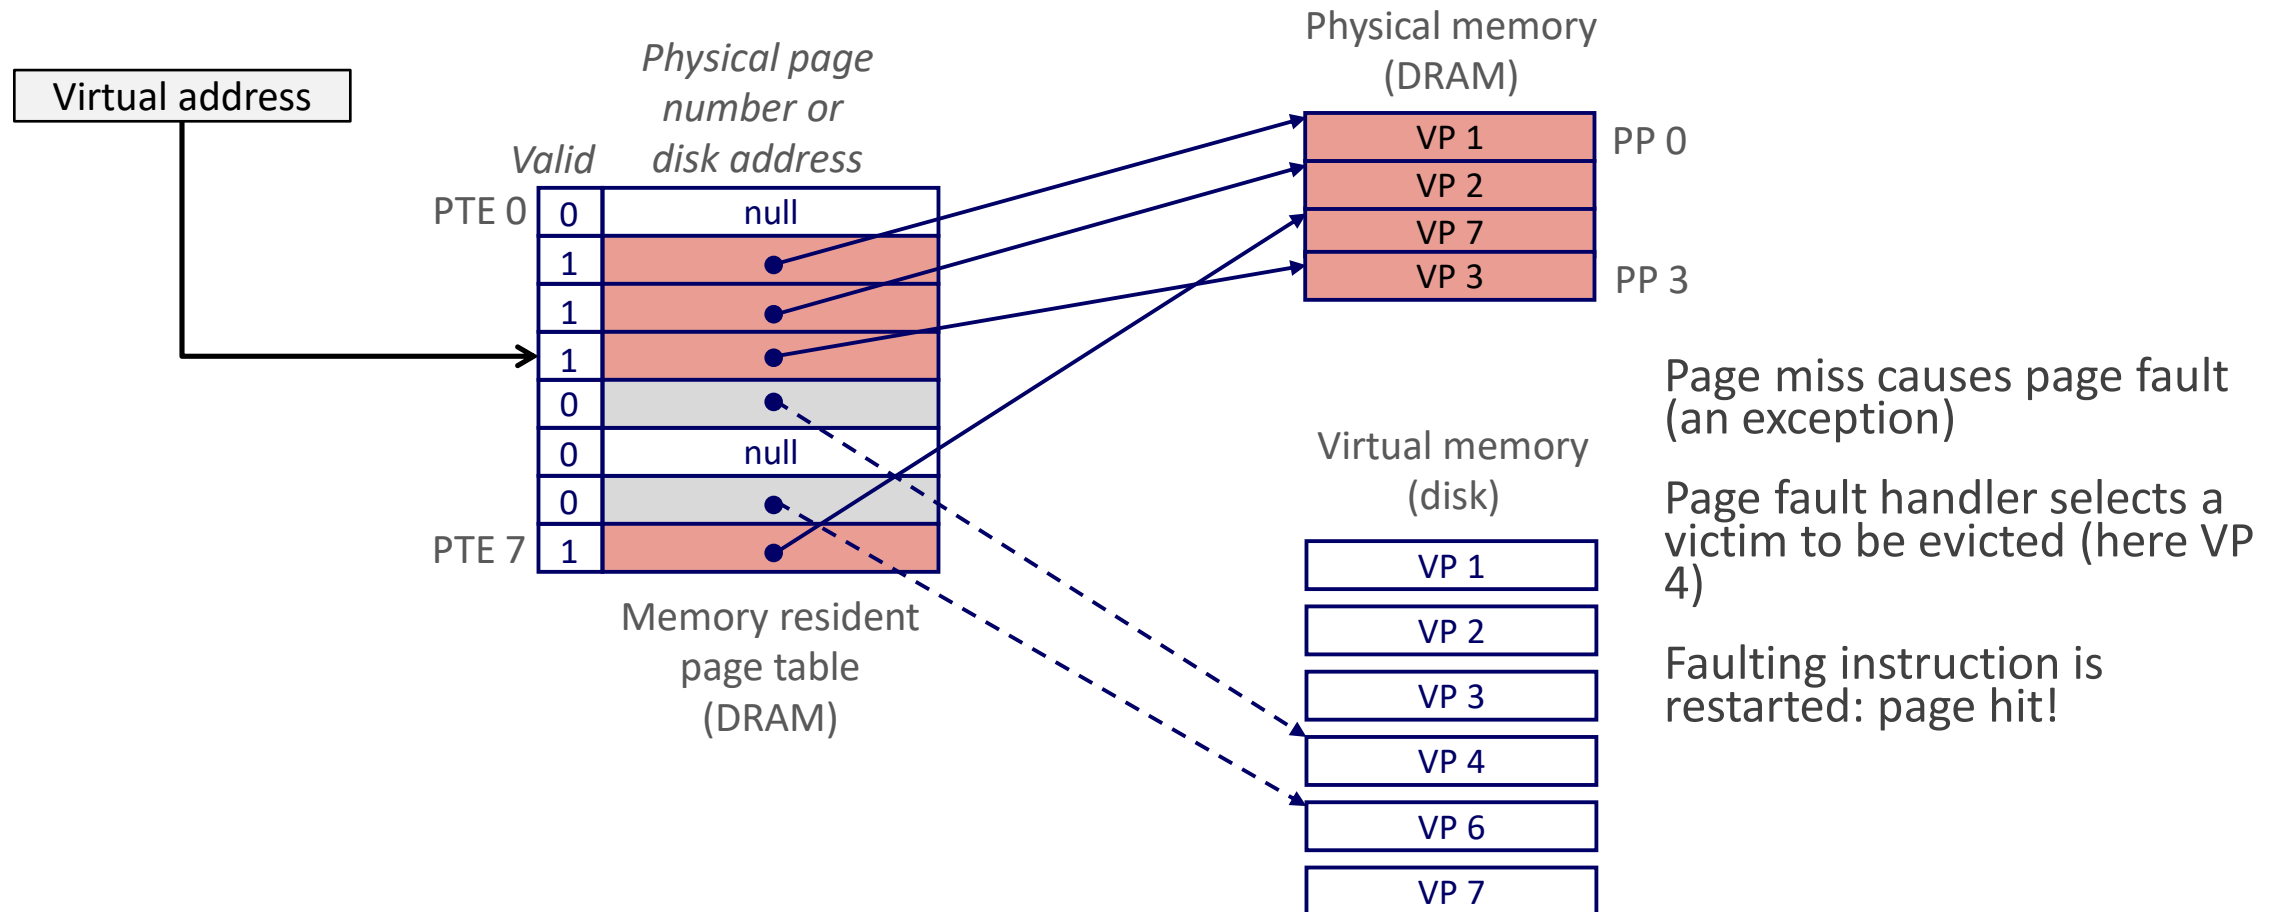 Virtual address
Physical page
number or
disk address
Valid
PTE 0
0
null
1
1
1
0
0
null
0
PTE 7
1
Memory resident
page table
(DRAM)
Physical memory
(DRAM)
VP 1
PP 0
VP 2
VP 7
VP 3
PP 3
Virtual memory
(disk)
VP 1
VP 2
VP 3
VP 4
VP 6
VP 7
Page miss causes page fault
(an exception)
Page fault handler selects a
victim to be evicted (here VP
4)
Faulting instruction is
restarted: page hit!